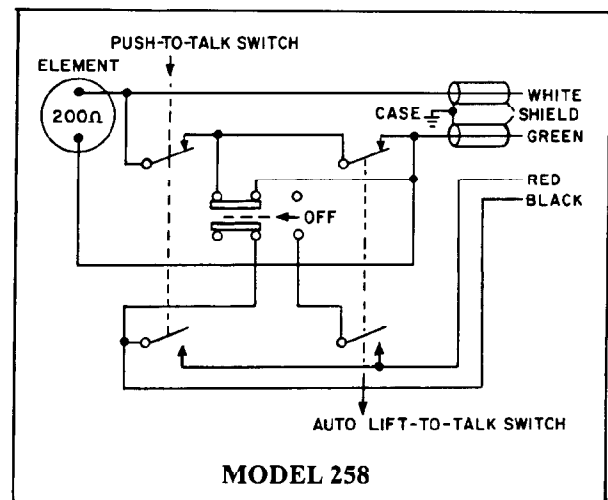 PUSH-TO-TALK SWITCH
ELEMENT
200Ω
WHITE
CASE
SHIELD
GREEN
RED
BLACK
OFF
AUTO LIFT-TO-TALK SWITCH
MODEL 258